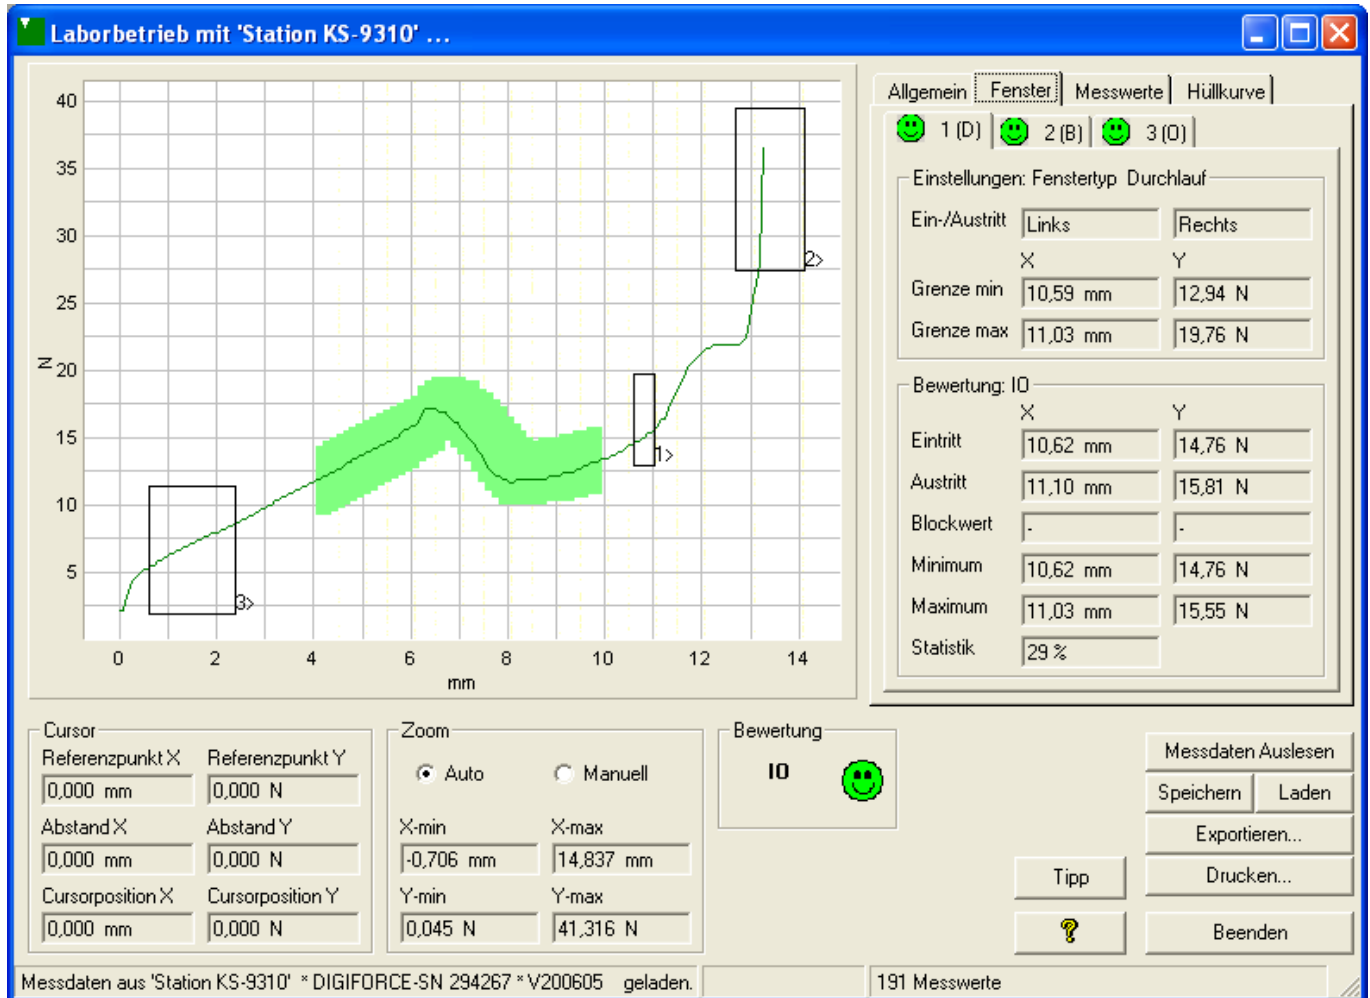 Laborbetrieb mit 'Station KS-9310' ...
40
35
30
25
20
15
10
5
N
0 2 4 6 8 10 12 14
mm
2>
1>
3>
Allgemein Fenster Messwerte Hüllkurve
1 (D) 2 (B) 3 (O)
Einstellungen: Fenstertyp Durchlauf
Ein-/Austritt Links Rechts
X Y
Grenze min 10,59 mm 12,94 N
Grenze max 11,03 mm 19,76 N
Bewertung: IO
X Y
Eintritt 10,62 mm 14,76 N
Austritt 11,10 mm 15,81 N
Blockwert - -
Minimum 10,62 mm 14,76 N
Maximum 11,03 mm 15,55 N
Statistik 29 %
Cursor
Referenzpunkt X Referenzpunkt Y
0,000 mm 0,000 N
Abstand X Abstand Y
0,000 mm 0,000 N
Cursorposition X Cursorposition Y
0,000 mm 0,000 N
Zoom
Auto Manuell
X-min X-max
-0,706 mm 14,837 mm
Y-min Y-max
0,045 N 41,316 N
Bewertung
IO
Messdaten Auslesen
Speichern Laden
Exportieren...
Tipp Drucken...
? Beenden
Messdaten aus 'Station KS-9310' * DIGIFORCE-SN 294267 * V200605 geladen. 191 Messwerte